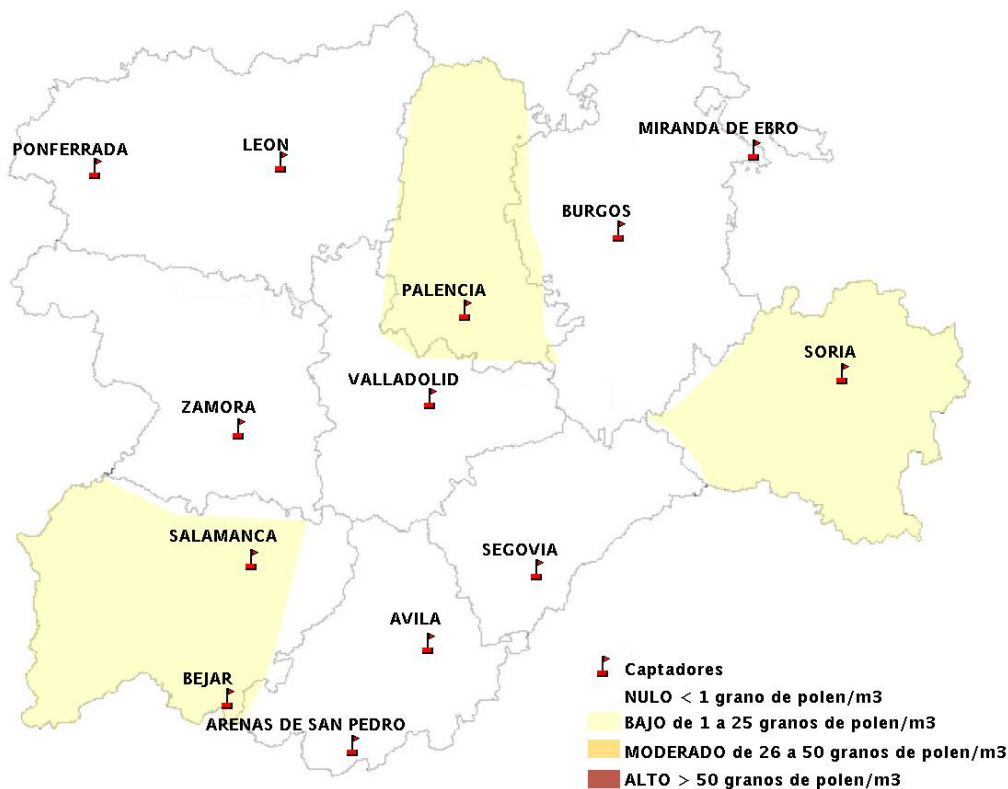 MIRANDA DE EBRO
PONFERRADA
LEON
BURGOS
PALENCIA
SORIA
VALLADOLID
ZAMORA
SALAMANCA
SEGOVIA
AVILA
BEJAR
ARENAS DE SAN PEDRO
Captadores
NULO < 1 grano de polen/m3
BAJO de 1 a 25 granos de polen/m3
MODERADO de 26 a 50 granos de polen/m3
ALTO > 50 granos de polen/m3